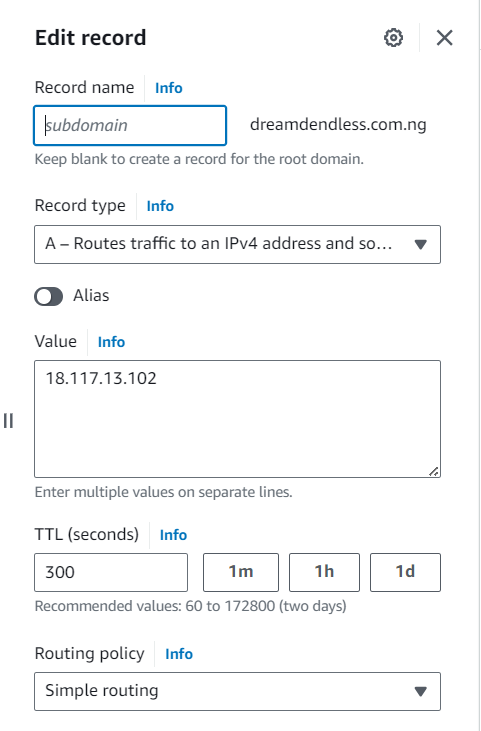 Edit record
Record name Info
subdomain dreamdendless.com.ng
Keep blank to create a record for the root domain.
Record type Info
A – Routes traffic to an IPv4 address and so...
Alias
Value Info
18.117.13.102
Enter multiple values on separate lines.
TTL (seconds) Info
300 1m 1h 1d
Recommended values: 60 to 172800 (two days)
Routing policy Info
Simple routing